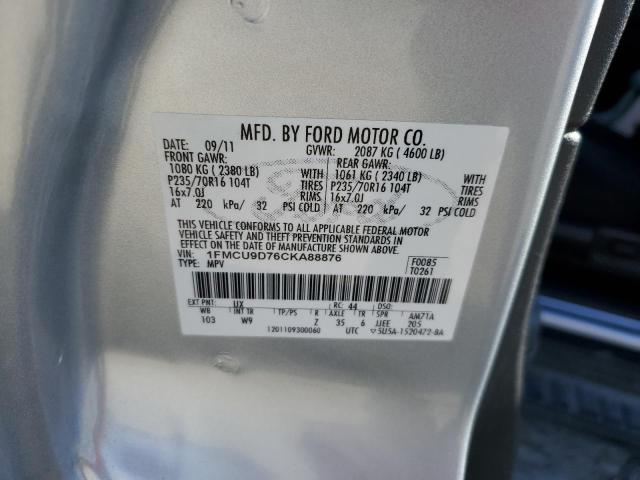 MFD. BY FORD MOTOR CO.
DATE: 09/11 GVWR: 2087 KG ( 4600 LB)
FRONT GAWR: REAR GAWR:
1080 KG ( 2380 LB) WITH 1061 KG ( 2340 LB) WITH
P235/70R16 104T TIRES P235/70R16 104T TIRES
16x7.0J RIMS 16x7.0J RIMS
AT 220 kPa/ 32 PSI COLD AT 220 kPa/ 32 PSI COLD
THIS VEHICLE CONFORMS TO ALL APPLICABLE FEDERAL MOTOR
VEHICLE SAFETY AND THEFT PREVENTION STANDARDS IN
EFFECT ON THE DATE OF MANUFACTURE SHOWN ABOVE.
VIN: 1FMCU9D76CKA88876 F0085
TYPE: MPV T0261
EXT PNT: UX RC: 44 DSO:
WB INT TR TP/PS R AXLE TR SPR AM7TA
103 W9 Z 35 6 JJEE 205
1201109300060 UTC 5U5A-1520472-BA